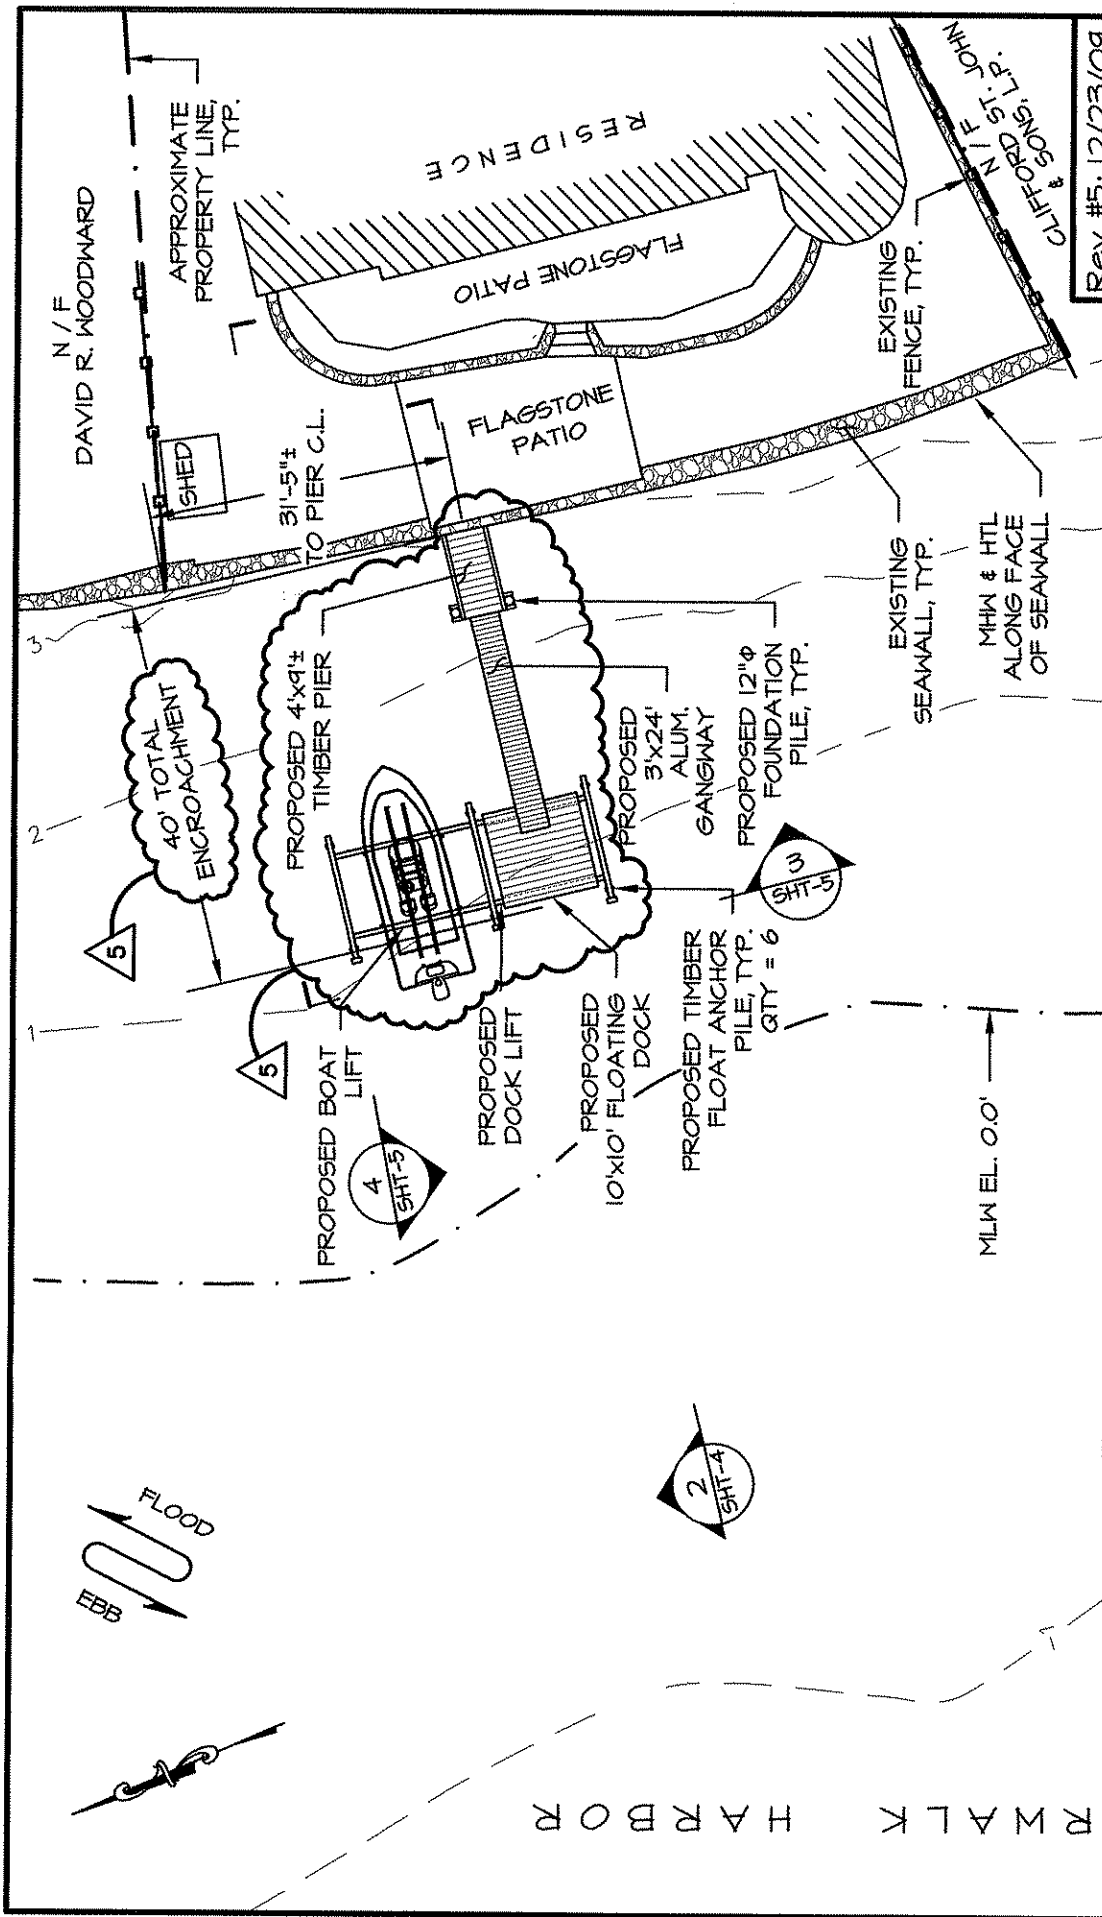 N/F
DAVID R. WOODWARD
APPROXIMATE
PROPERTY LINE,
TYP.
SHED
31'-5"±
TO PIER C.L.
RESIDENCE
FLAGSTONE PATIO
FLAGSTONE
PATIO
EXISTING
FENCE, TYP.
N/F
CLIFFORD ST. JOHN
& SONS, L.P.
Rev #5, 12/23/09
3
2
1
40' TOTAL
ENCROACHMENT
5
5
PROPOSED 4'x9'±
TIMBER PIER
PROPOSED
3'x24'
ALUM.
GANGWAY
PROPOSED 12"Φ
FOUNDATION
PILE, TYP.
EXISTING
SEAWALL, TYP.
MHW & HTL
ALONG FACE
OF SEAWALL
PROPOSED BOAT
LIFT
PROPOSED
DOCK LIFT
PROPOSED
10'x10' FLOATING
DOCK
PROPOSED TIMBER
FLOAT ANCHOR
PILE, TYP.
QTY = 6
3
SHT-5
4
SHT-5
2
SHT-4
MLW EL. 0.0'
FLOOD
EBB
N
-1
RWALK HARBOR